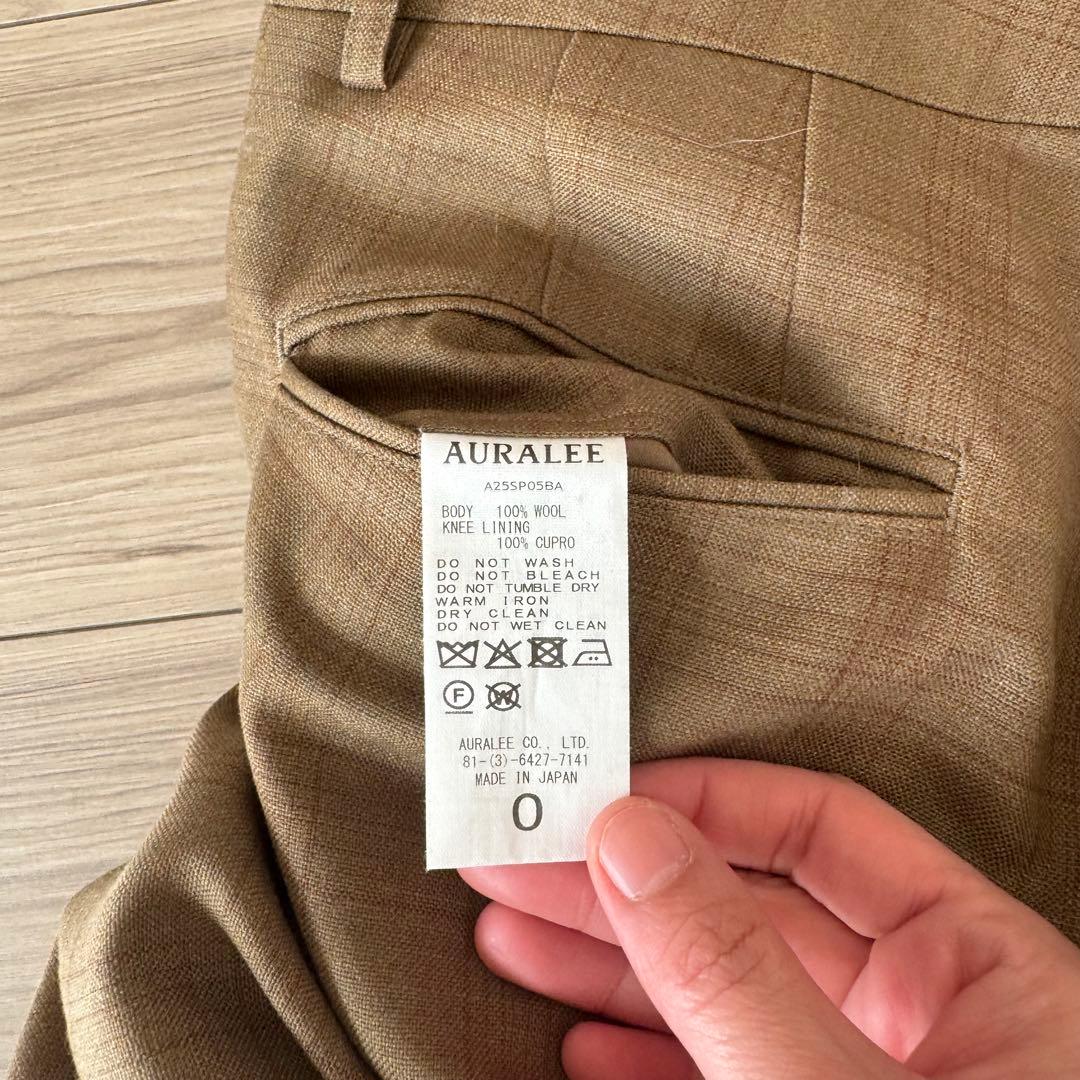 AURALEE
A25SP05BA
BODY 100% WOOL
KNEE LINING
100% CUPRO
DO NOT WASH
DO NOT BLEACH
DO NOT TUMBLE DRY
WARM IRON
DRY CLEAN
DO NOT WET CLEAN
F W
AURALEE CO., LTD.
81-(3)-6427-7141
MADE IN JAPAN
0